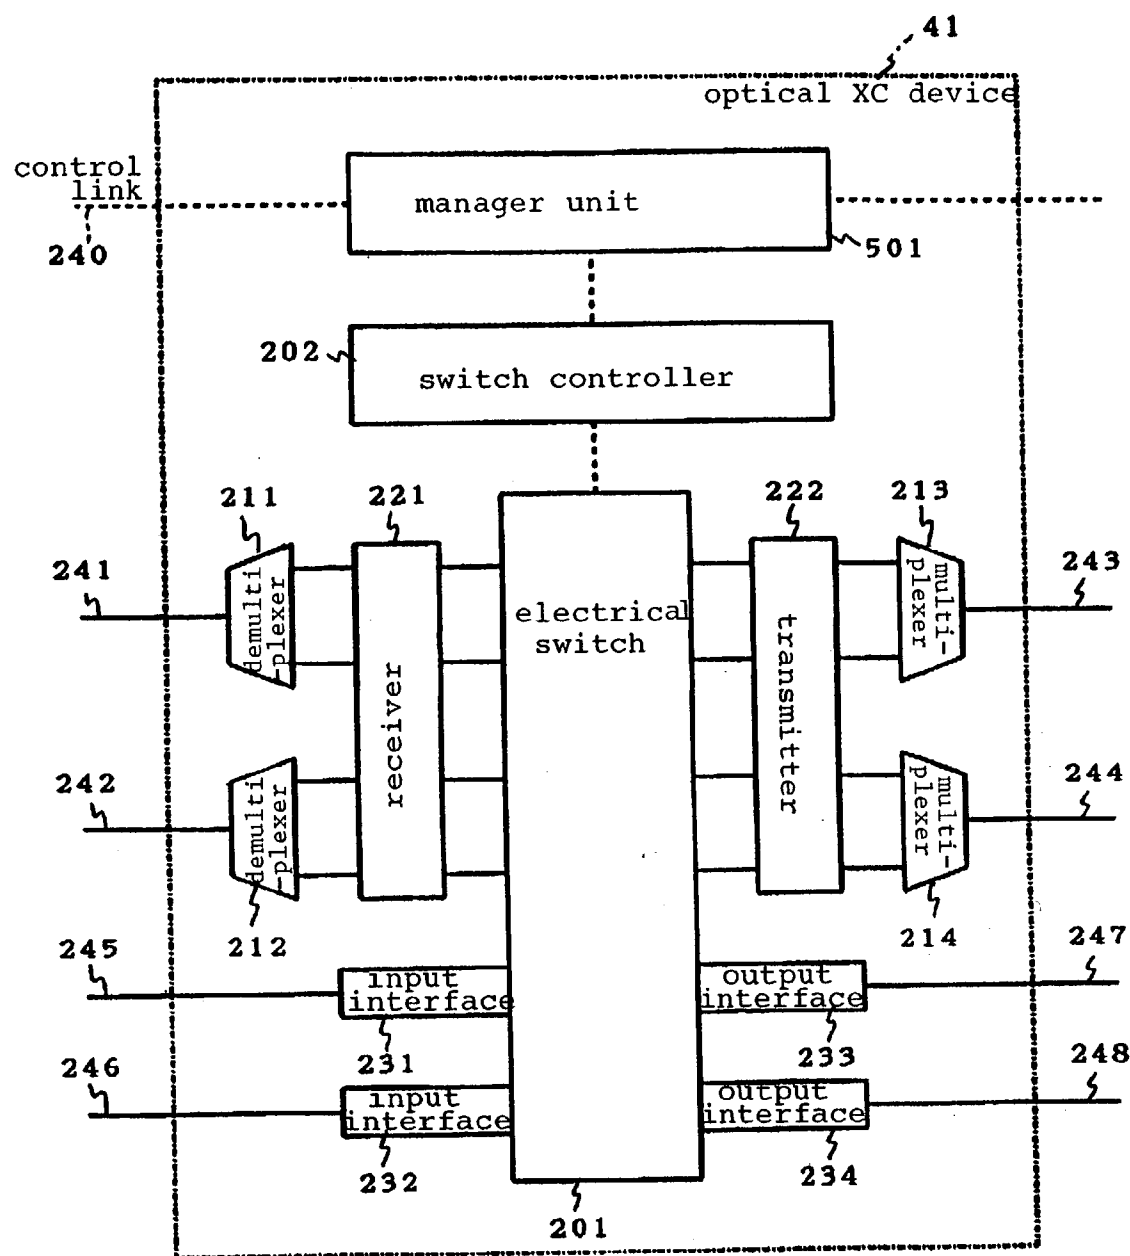 41
optical XC device
control
link
240
manager unit
501
202
switch controller
211
221
222
213
241
243
demulti
-plexer
receiver
electrical
switch
transmitter
multi-
plexer
242
244
demulti
-plexer
multi-
plexer
212
214
245
247
input
interface
output
interface
231
233
246
248
input
interface
output
interface
232
234
201